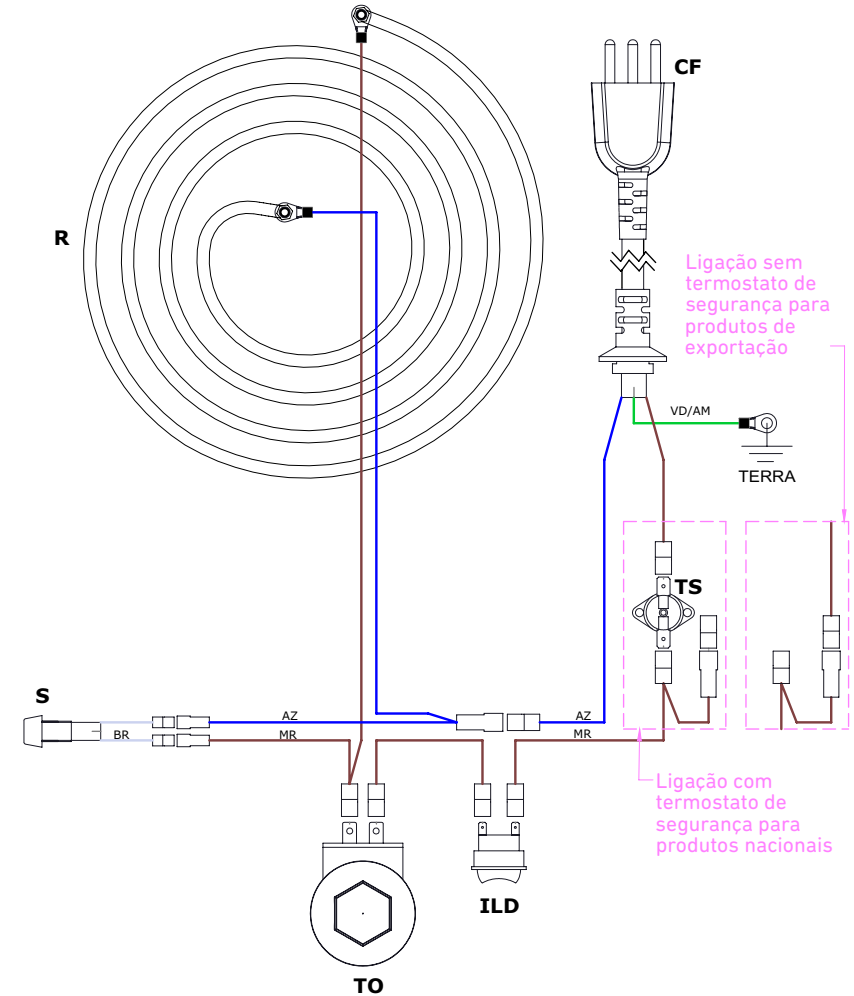 CF
R
Ligação sem
termostato de
segurança para
produtos de
exportação
VD/AM
TERRA
TS
S
AZ
AZ
BR
MR
MR
Ligação com
termostato de
segurança para
produtos nacionais
ILD
TO